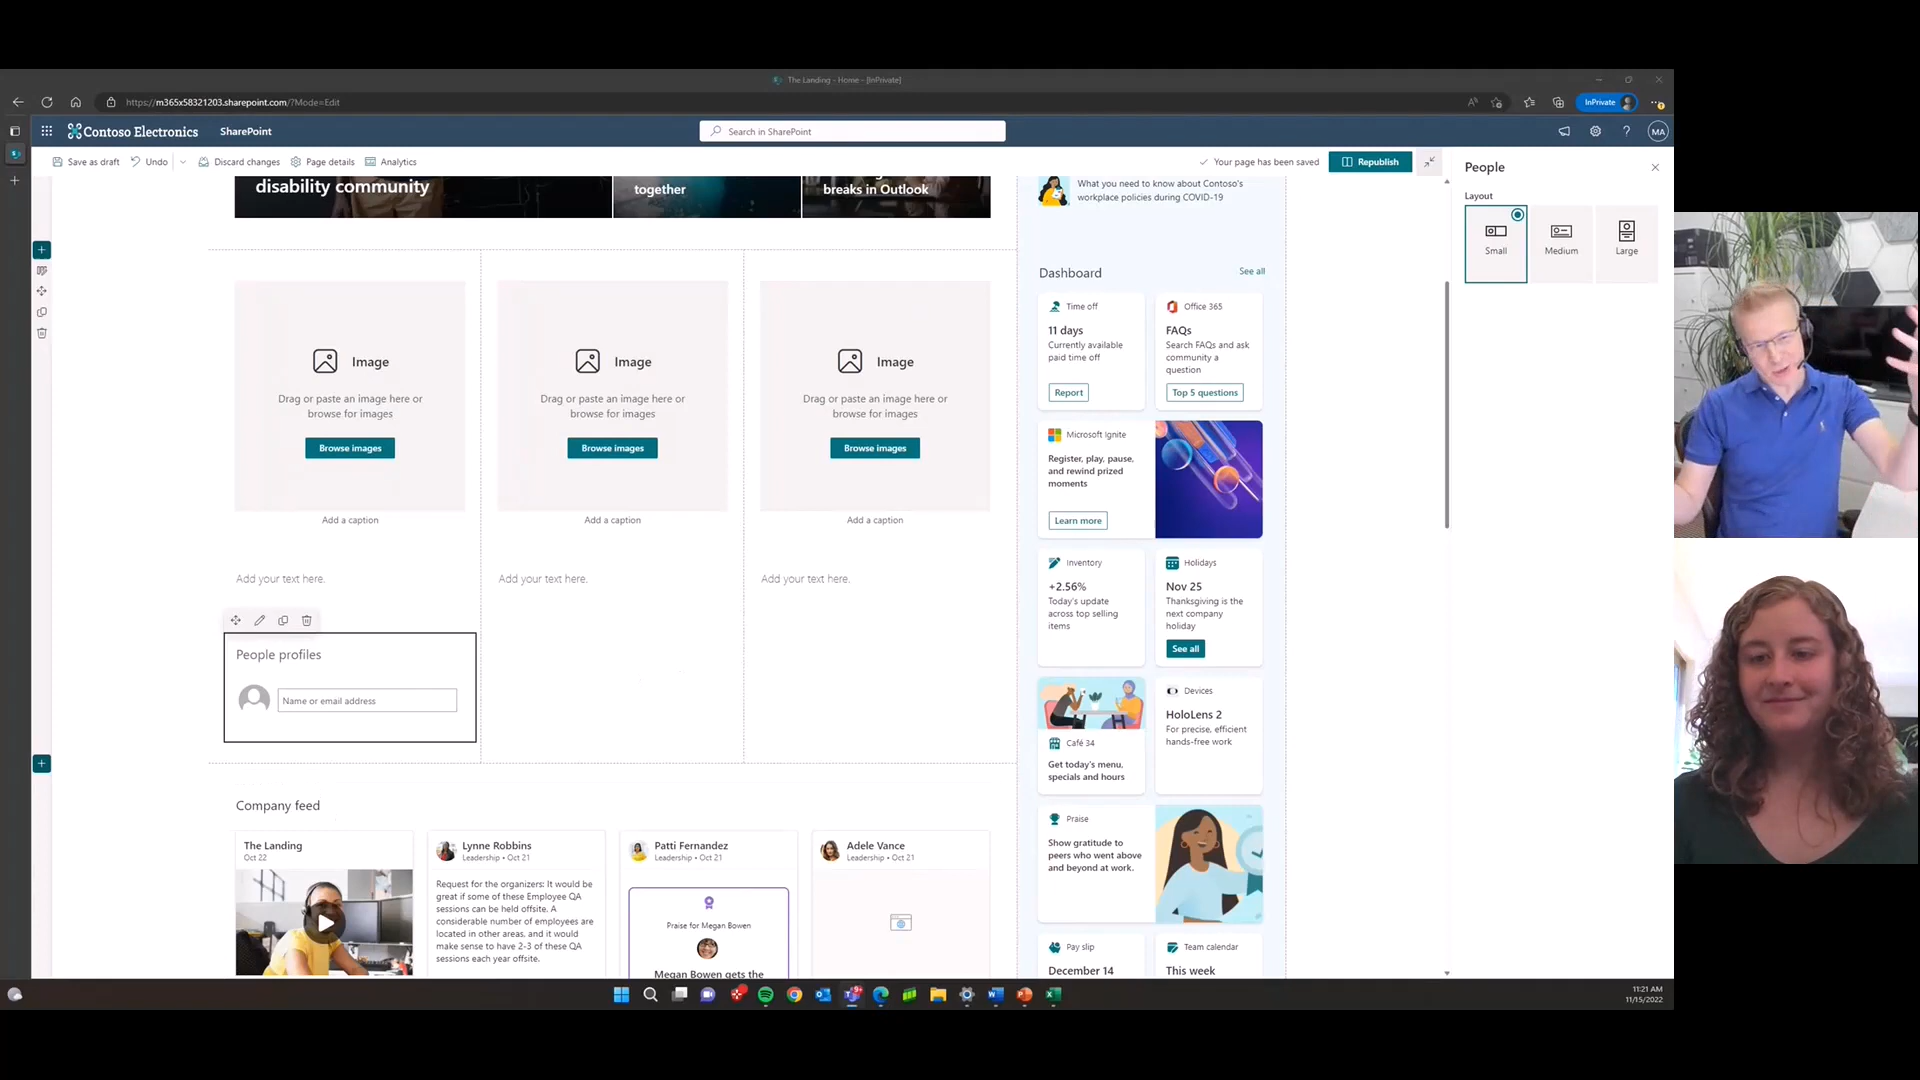 The Landing - Home - [InPrivate]
https://m365x58321203.sharepoint.com/?Mode=Edit
InPrivate
Contoso Electronics
SharePoint
Search in SharePoint
MA
Save as draft
Undo
Discard changes
Page details
Analytics
Your page has been saved
Republish
disability community
together
breaks in Outlook
What you need to know about Contoso's
workplace policies during COVID-19
Image
Drag or paste an image here or
browse for images
Browse images
Add a caption
Add your text here.
Image
Drag or paste an image here or
browse for images
Browse images
Add a caption
Add your text here.
Image
Drag or paste an image here or
browse for images
Browse images
Add a caption
Add your text here.
People profiles
Name or email address
Company feed
The Landing
Oct 22
Lynne Robbins
Leadership • Oct 21
Request for the organizers: It would be
great if some of these Employee QA
sessions can be held offsite. A
considerable number of employees are
located in other areas, and it would
make sense to have 2-3 of these QA
sessions each year offsite.
Patti Fernandez
Leadership • Oct 21
Praise for Megan Bowen
Megan Bowen gets the
Adele Vance
Leadership • Oct 21
Dashboard
See all
Time off
11 days
Currently available
paid time off
Report
Office 365
FAQs
Search FAQs and ask
community a
question
Top 5 questions
Microsoft Ignite
Register, play, pause,
and rewind prized
moments
Learn more
Inventory
+2.56%
Today's update
across top selling
items
Holidays
Nov 25
Thanksgiving is the
next company
holiday
See all
Café 34
Get today's menu,
specials and hours
Devices
HoloLens 2
For precise, efficient
hands-free work
Praise
Show gratitude to
peers who went above
and beyond at work.
Pay slip
December 14
Team calendar
This week
People
Layout
Small
Medium
Large
11:21 AM
11/15/2022